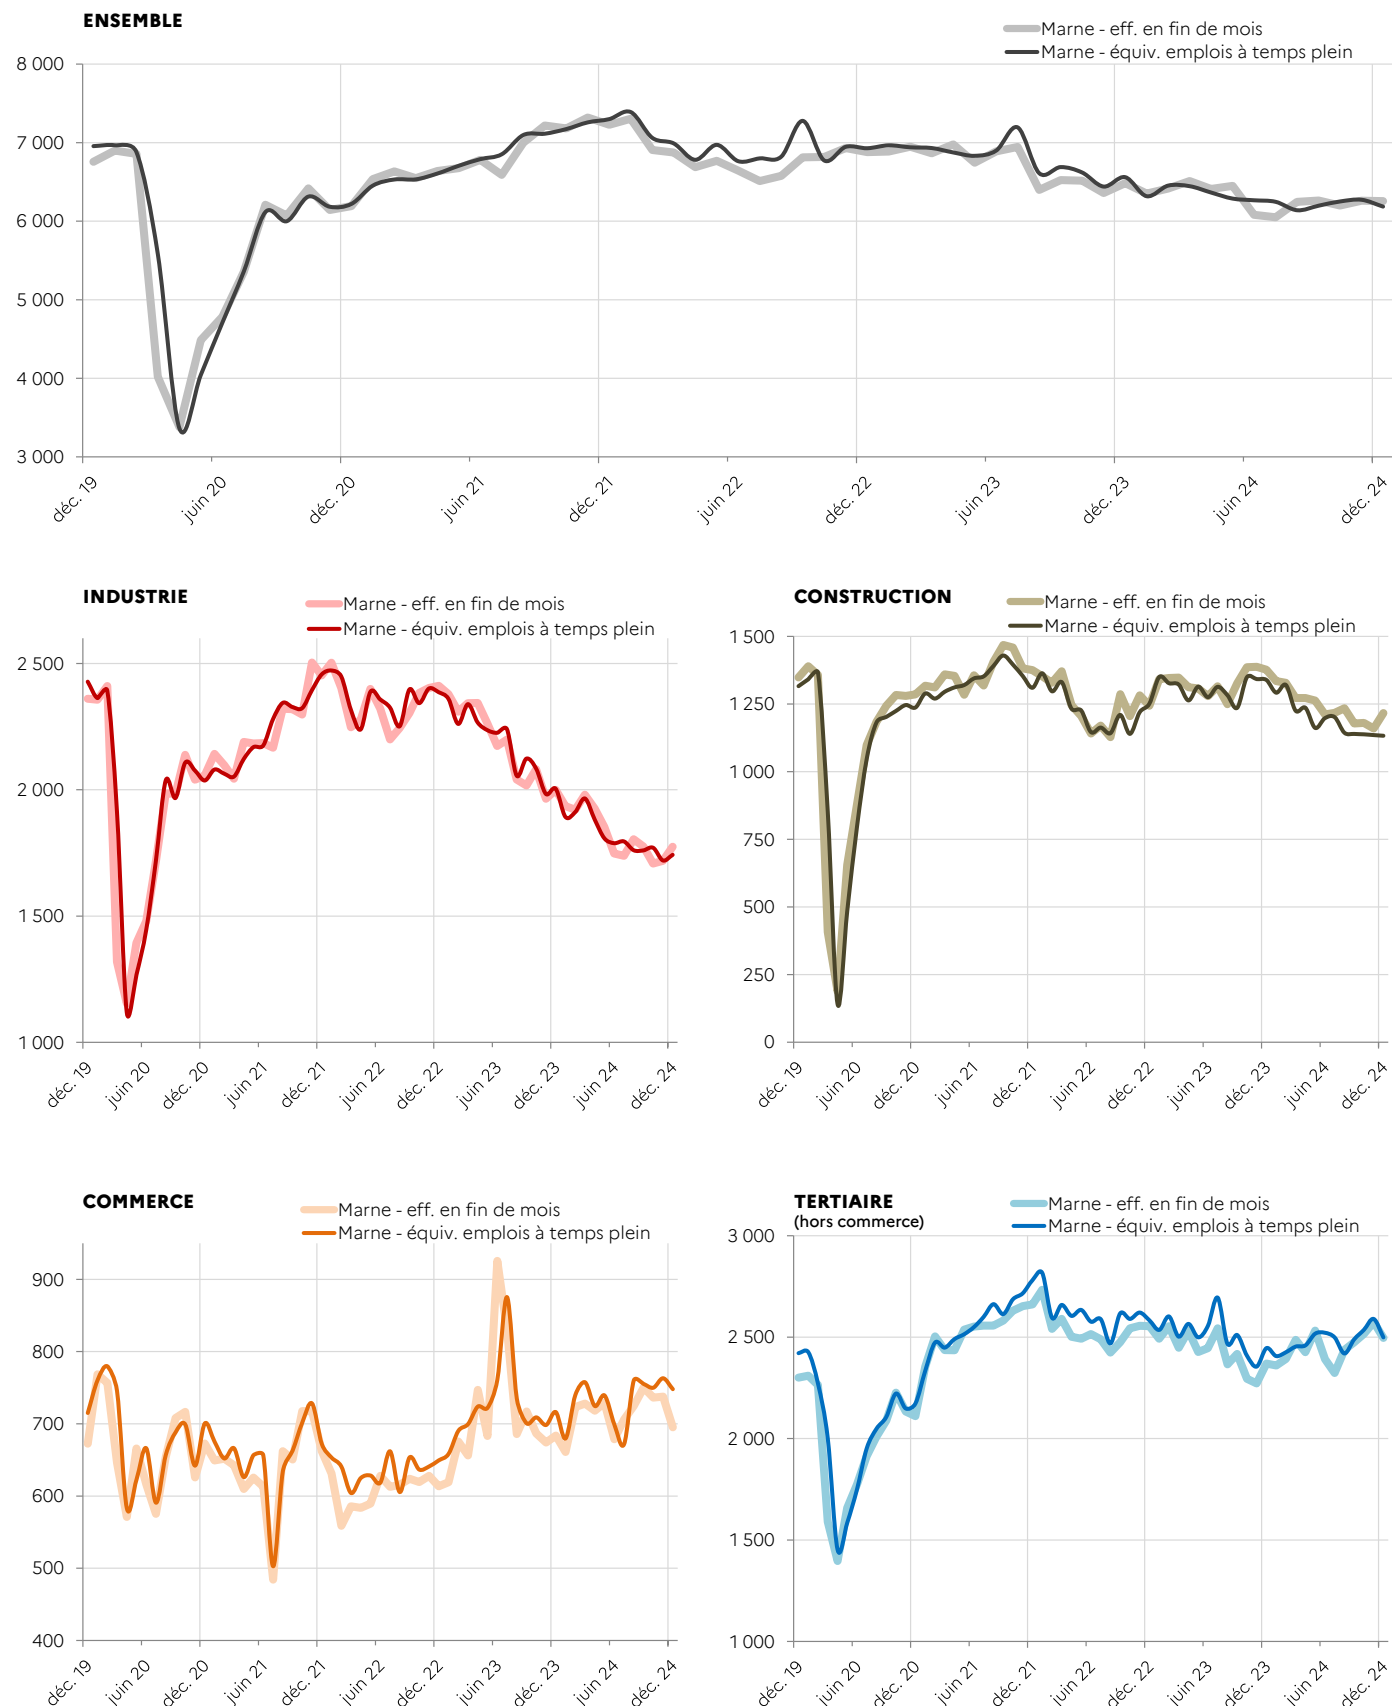 ENSEMBLE
Marne - eff. en fin de mois
Marne - équiv. emplois à temps plein
8 000
7 000
6 000
5 000
4 000
3 000
déc. 19
juin 20
déc. 20
juin 21
déc. 21
juin 22
déc. 22
juin 23
déc. 23
juin 24
déc. 24
INDUSTRIE
Marne - eff. en fin de mois
Marne - équiv. emplois à temps plein
2 500
2 000
1 500
1 000
déc. 19
juin 20
déc. 20
juin 21
déc. 21
juin 22
déc. 22
juin 23
déc. 23
juin 24
déc. 24
CONSTRUCTION
Marne - eff. en fin de mois
Marne - équiv. emplois à temps plein
1 500
1 250
1 000
750
500
250
0
déc. 19
juin 20
déc. 20
juin 21
déc. 21
juin 22
déc. 22
juin 23
déc. 23
juin 24
déc. 24
COMMERCE
Marne - eff. en fin de mois
Marne - équiv. emplois à temps plein
900
800
700
600
500
400
déc. 19
juin 20
déc. 20
juin 21
déc. 21
juin 22
déc. 22
juin 23
déc. 23
juin 24
déc. 24
TERTIAIRE
(hors commerce)
Marne - eff. en fin de mois
Marne - équiv. emplois à temps plein
3 000
2 500
2 000
1 500
1 000
déc. 19
juin 20
déc. 20
juin 21
déc. 21
juin 22
déc. 22
juin 23
déc. 23
juin 24
déc. 24